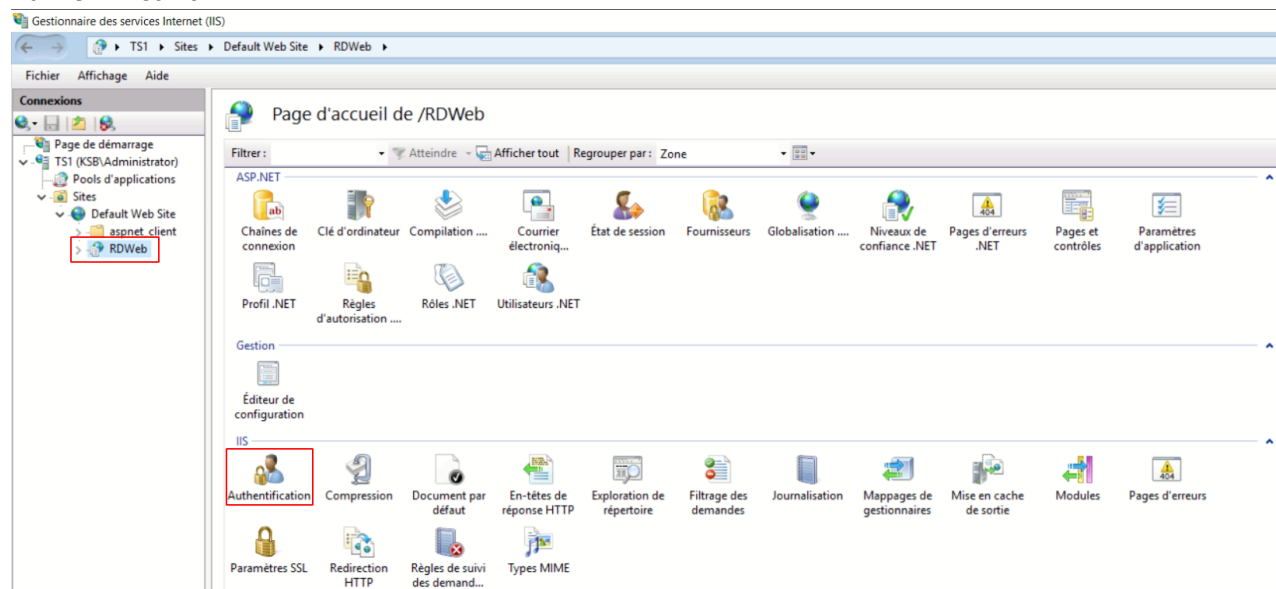 Gestionnaire des services Internet (IIS)
TS1 Sites Default Web Site RDWeb
Fichier Affichage Aide
Connexions
Page de démarrage
TS1 (KSB\Administrator)
Pools d'applications
Sites
Default Web Site
aspnet_client
RDWeb
Page d'accueil de /RDWeb
Filtrer : Atteindre Afficher tout Regrouper par : Zone
ASP.NET
Chaînes de connexion
Clé d'ordinateur
Compilation ....
Courrier électroniq...
État de session
Fournisseurs
Globalisation ....
Niveaux de confiance .NET
Pages d'erreurs .NET
Pages et contrôles
Paramètres d'application
Profil .NET
Règles d'autorisation ....
Rôles .NET
Utilisateurs .NET
Gestion
Éditeur de configuration
IIS
Authentification
Compression
Document par défaut
En-têtes de réponse HTTP
Exploration de répertoire
Filtrage des demandes
Journalisation
Mappages de gestionnaires
Mise en cache de sortie
Modules
Pages d'erreurs
Paramètres SSL
Redirection HTTP
Règles de suivi des demand...
Types MIME